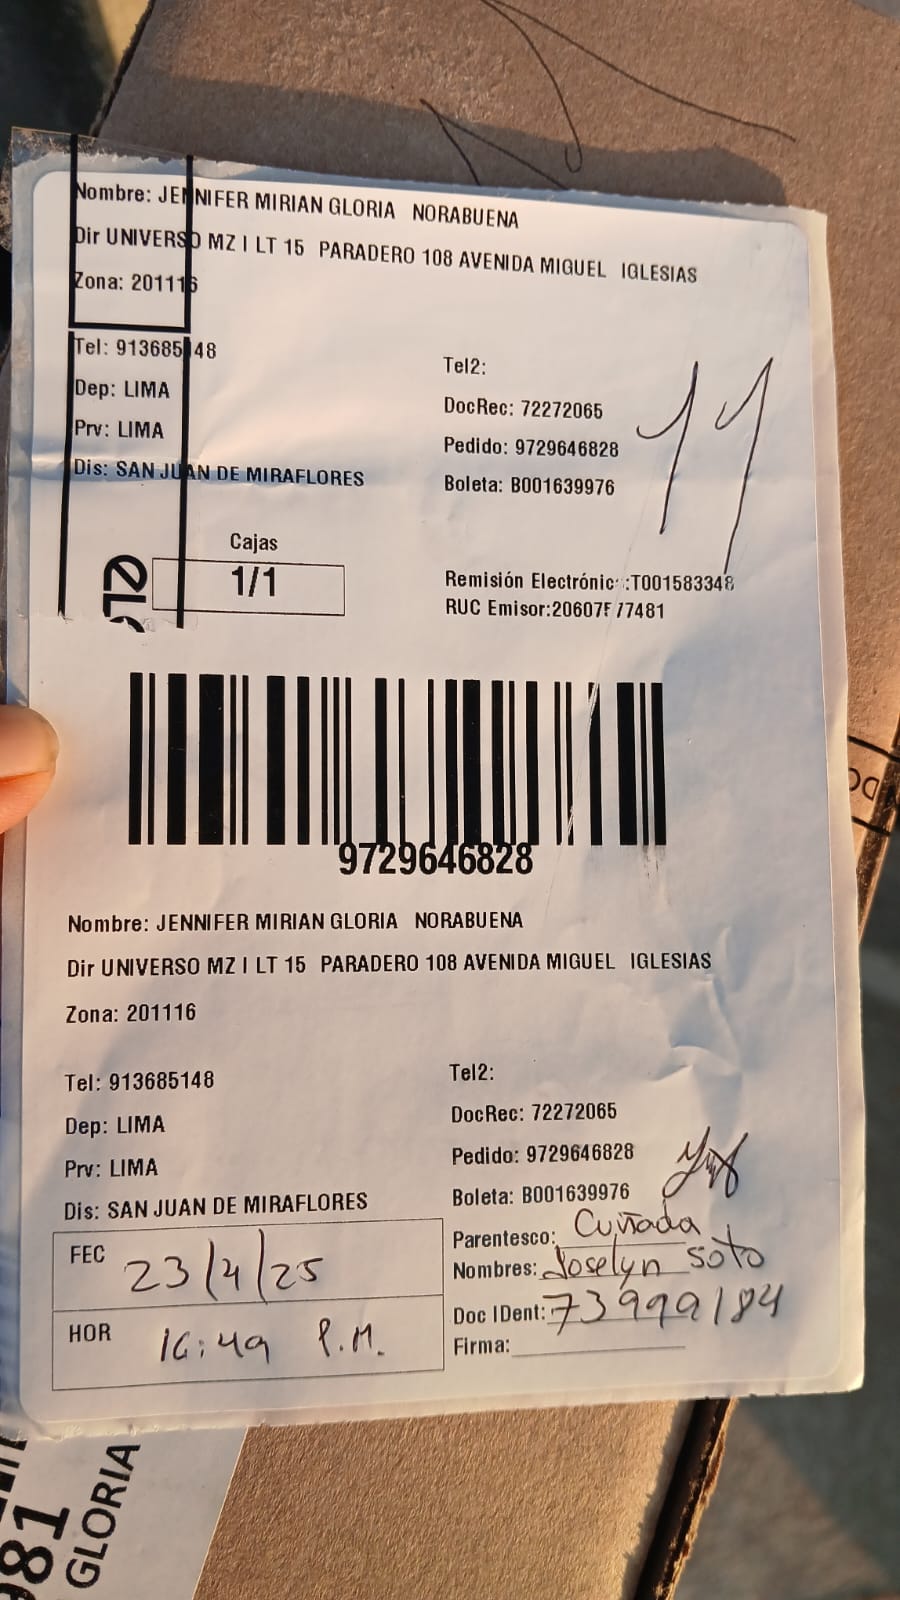 Nombre: JENNIFER MIRIAN GLORIA NORABUENA
Dir UNIVERSO MZ I LT 15 PARADERO 108 AVENIDA MIGUEL IGLESIAS
Zona: 201116
Tel: 913685148
Tel2:
Dep: LIMA
DocRec: 72272065
Prv: LIMA
Pedido: 9729646828
Dis: SAN JUAN DE MIRAFLORES
Boleta: B001639976
11
Cajas
1/1
Remisión Electrónic :T001583348
RUC Emisor:20607577481
9729646828
Nombre: JENNIFER MIRIAN GLORIA NORABUENA
Dir UNIVERSO MZ I LT 15 PARADERO 108 AVENIDA MIGUEL IGLESIAS
Zona: 201116
Tel: 913685148
Tel2:
Dep: LIMA
DocRec: 72272065
Prv: LIMA
Pedido: 9729646828
Dis: SAN JUAN DE MIRAFLORES
Boleta: B001639976
FEC 23/4/25
Parentesco: Cuñada
Nombres: Joselyn Soto
HOR 16:49 P.M.
Doc IDent: 73999184
Firma:
981
GLORIA